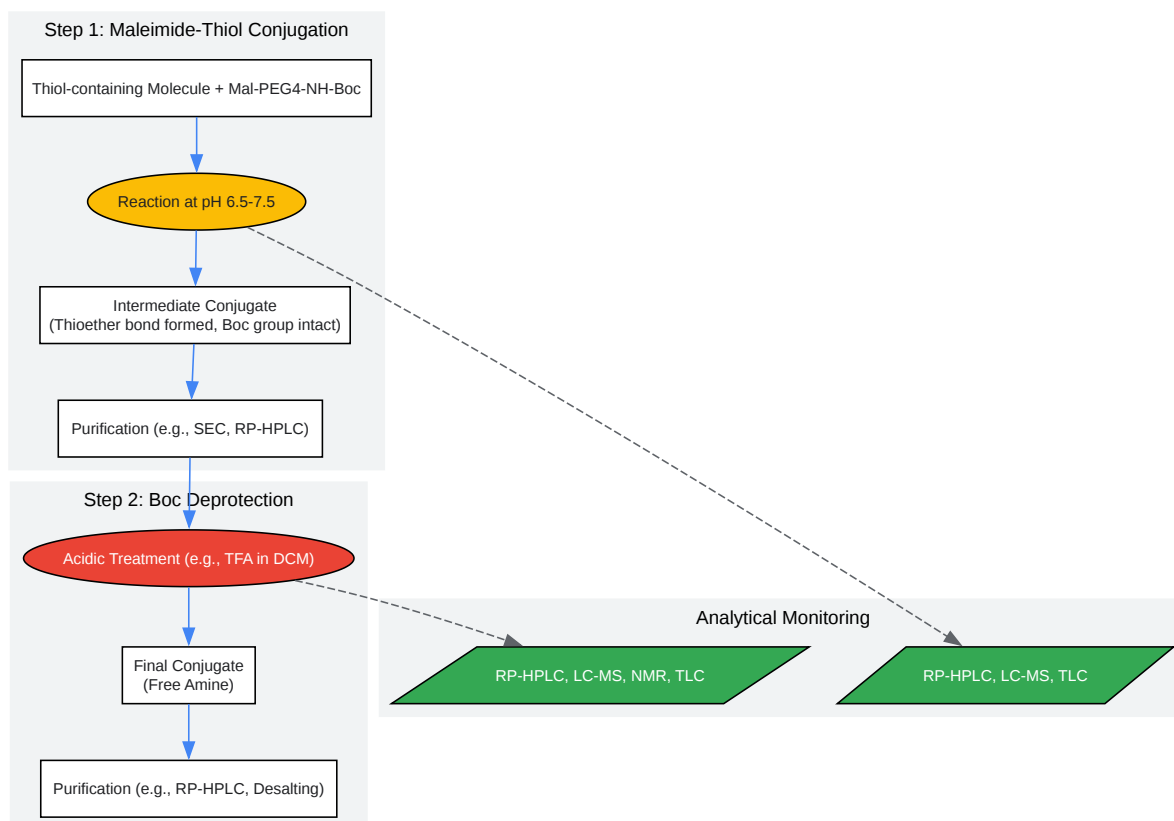 Step 1: Maleimide-Thiol Conjugation
Thiol-containing Molecule + Mal-PEG4-NH-Boc
Reaction at pH 6.5-7.5
Intermediate Conjugate
(Thioether bond formed, Boc group intact)
Purification (e.g., SEC, RP-HPLC)
Step 2: Boc Deprotection
Acidic Treatment (e.g., TFA in DCM)
Final Conjugate
(Free Amine)
Purification (e.g., RP-HPLC, Desalting)
Analytical Monitoring
RP-HPLC, LC-MS, NMR, TLC
RP-HPLC, LC-MS, TLC